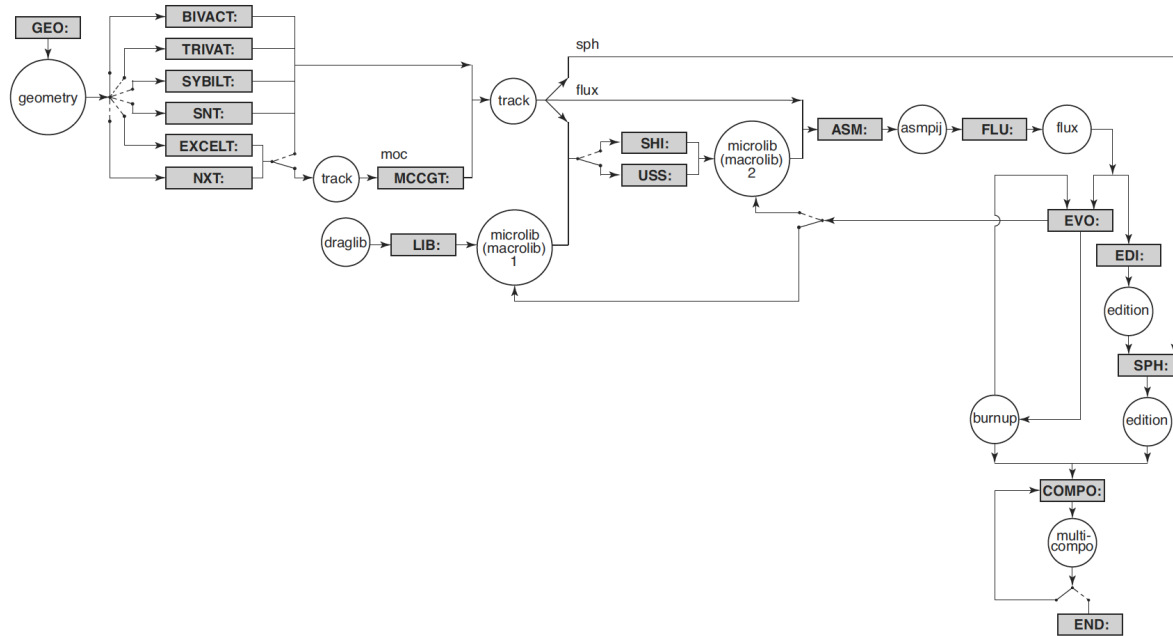 GEO:
geometry
BIVACT:
TRIVAT:
SYBILT:
SNT:
EXCELT:
NXT:
track
moc
MCCGT:
draglib
LIB:
microlib
(macrolib)
1
track
sph
flux
SHI:
USS:
microlib
(macrolib)
2
ASM:
asmpij
FLU:
flux
EVO:
EDI:
edition
SPH:
burnup
edition
COMPO:
multi-
compo
END: